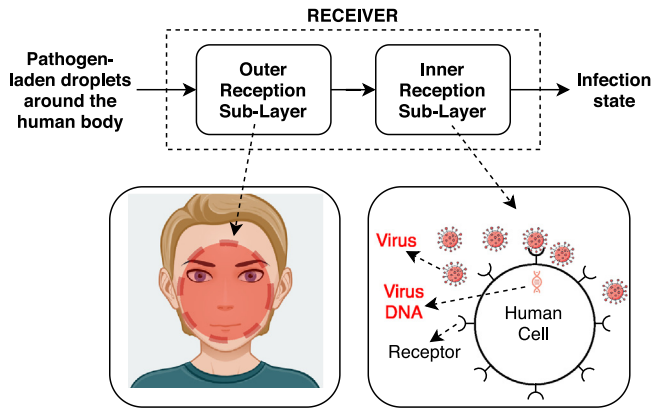 RECEIVER
Pathogen-
laden droplets
around the
human body
Outer
Reception
Sub-Layer
Inner
Reception
Sub-Layer
Infection
state
Virus
Virus
DNA
Receptor
Human
Cell